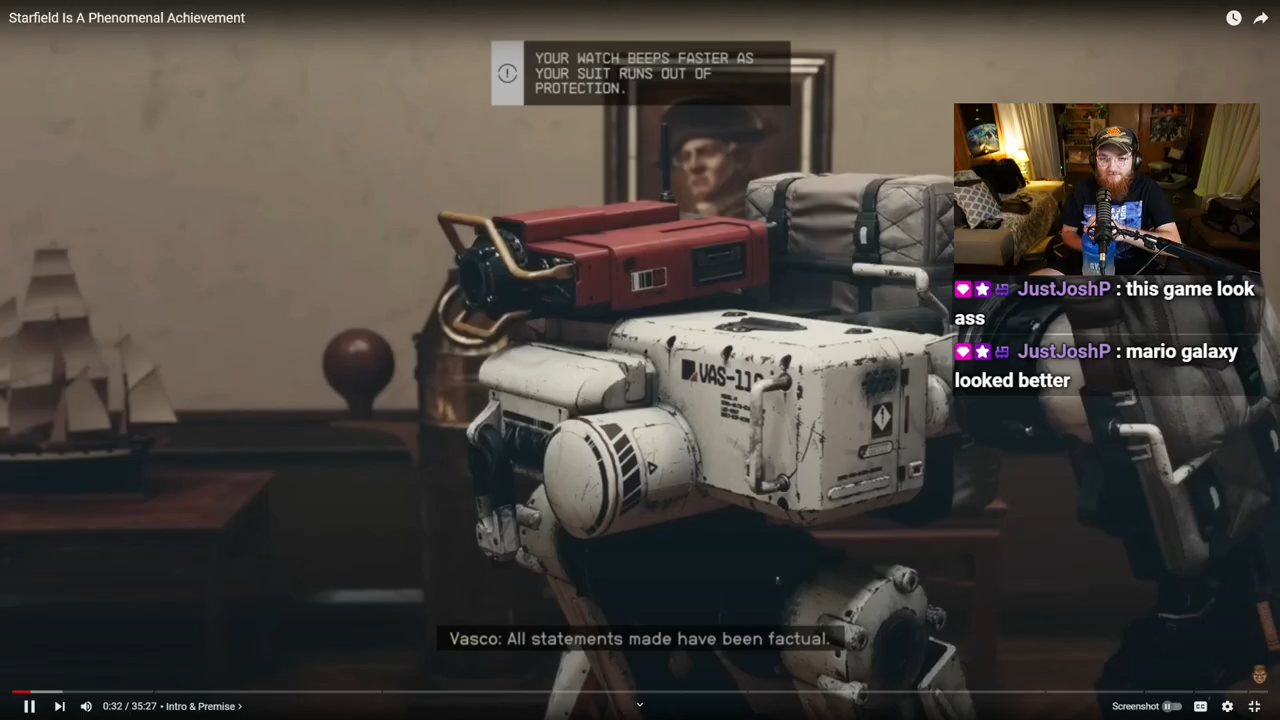 Starfield Is A Phenomenal Achievement
YOUR WATCH BEEPS FASTER AS
YOUR SUIT RUNS OUT OF
PROTECTION.
JustJoshP : this game look
ass
JustJoshP : mario galaxy
looked better
VAS-11
Vasco: All statements made have been factual.
0:32 / 35:27 • Intro & Premise >
Screenshot
CC